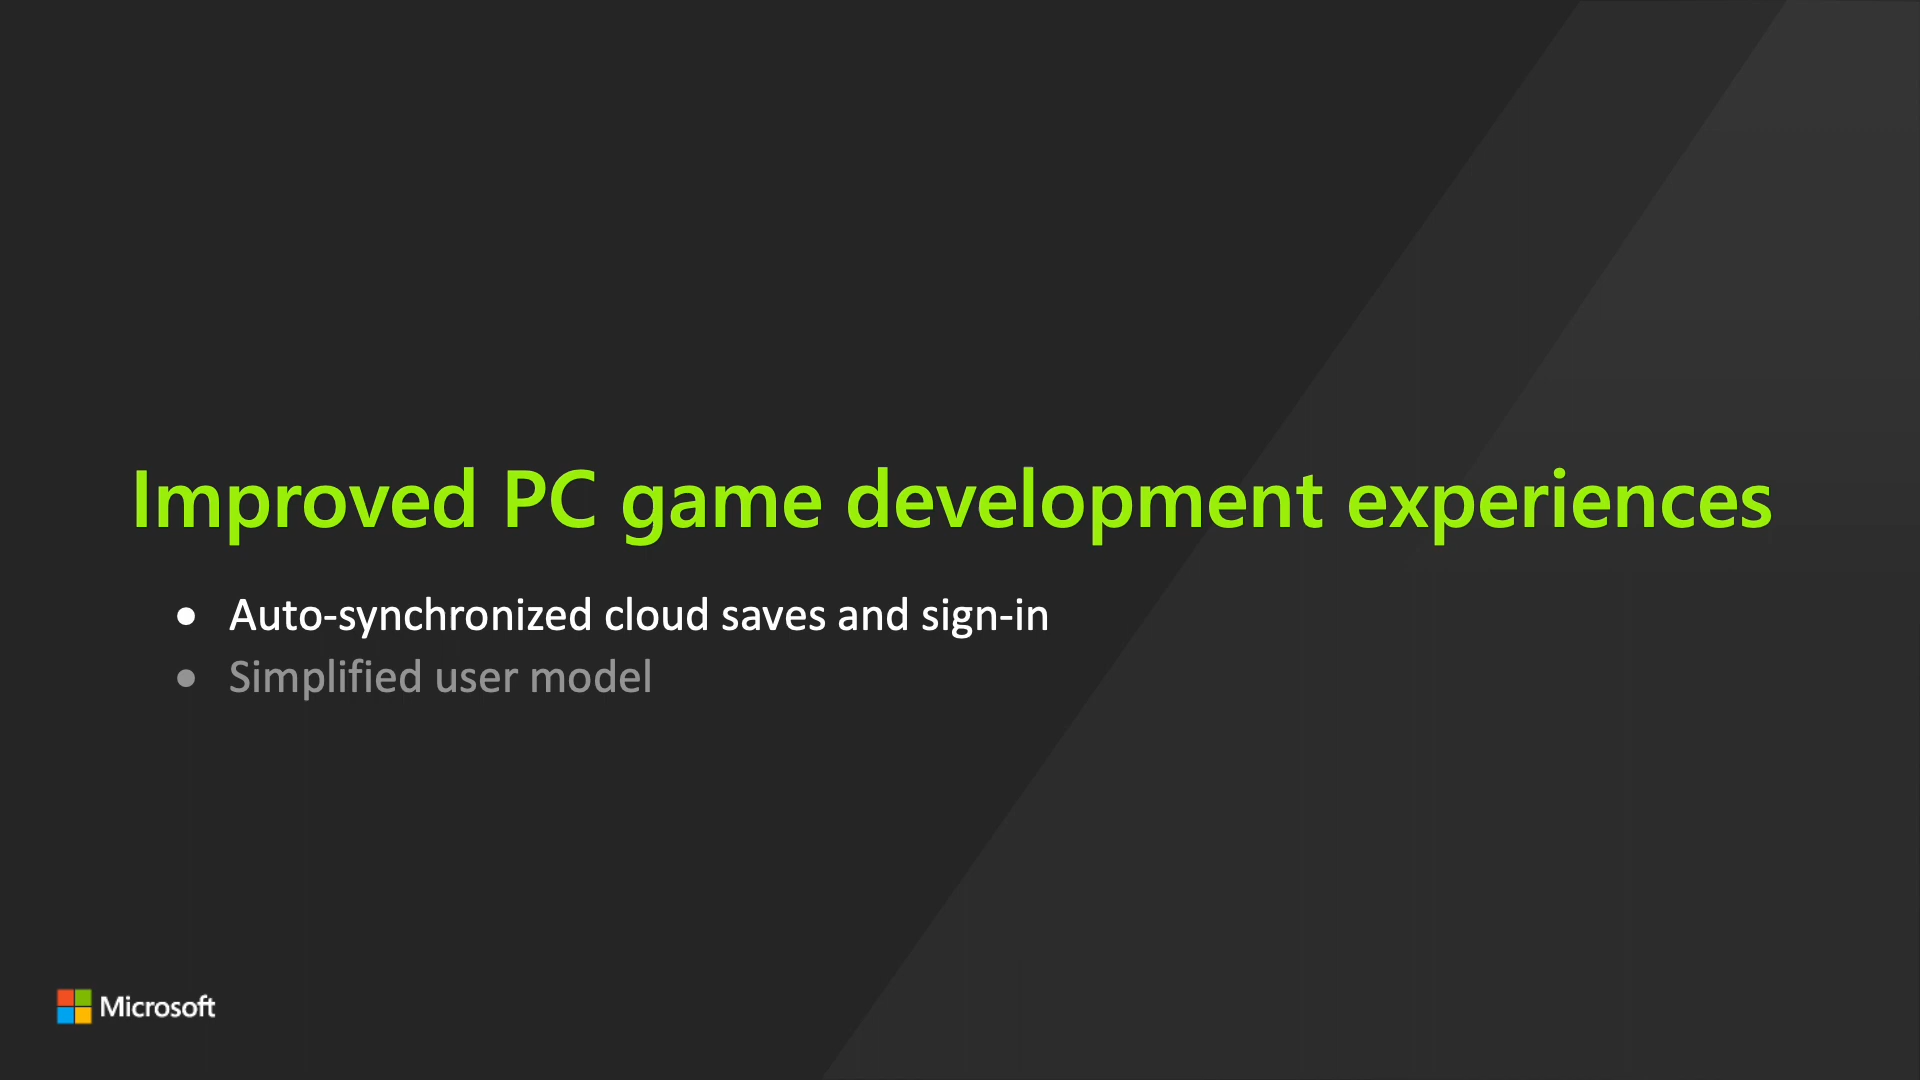 Improved PC game development experiences
• Auto-synchronized cloud saves and sign-in
• Simplified user model
Microsoft